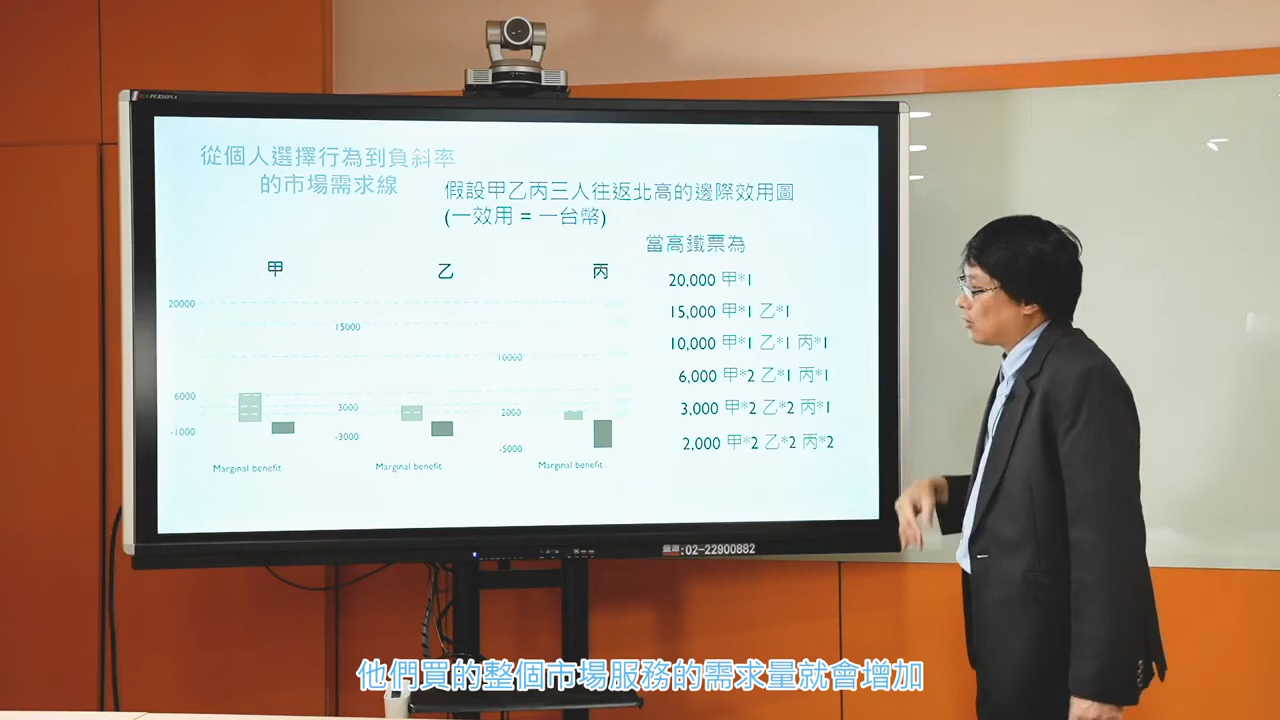 從個人選擇行為到負斜率
的市場需求線
假設甲乙丙三人往返北高的邊際效用圖
(一效用 = 一台幣)
當高鐵票為
甲
乙
丙
20,000 甲*1
15,000 甲*1 乙*1
10,000 甲*1 乙*1 丙*1
6,000 甲*2 乙*1 丙*1
3,000 甲*2 乙*2 丙*1
2,000 甲*2 乙*2 丙*2
20000
6000
-1000
Marginal benefit
15000
3000
-3000
Marginal benefit
10000
2000
-5000
Marginal benefit
:02-22900882
他們買的整個市場服務的需求量就會增加